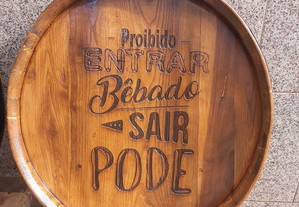 Proibido
ENTRAR
Bêbado
SAIR
PODE